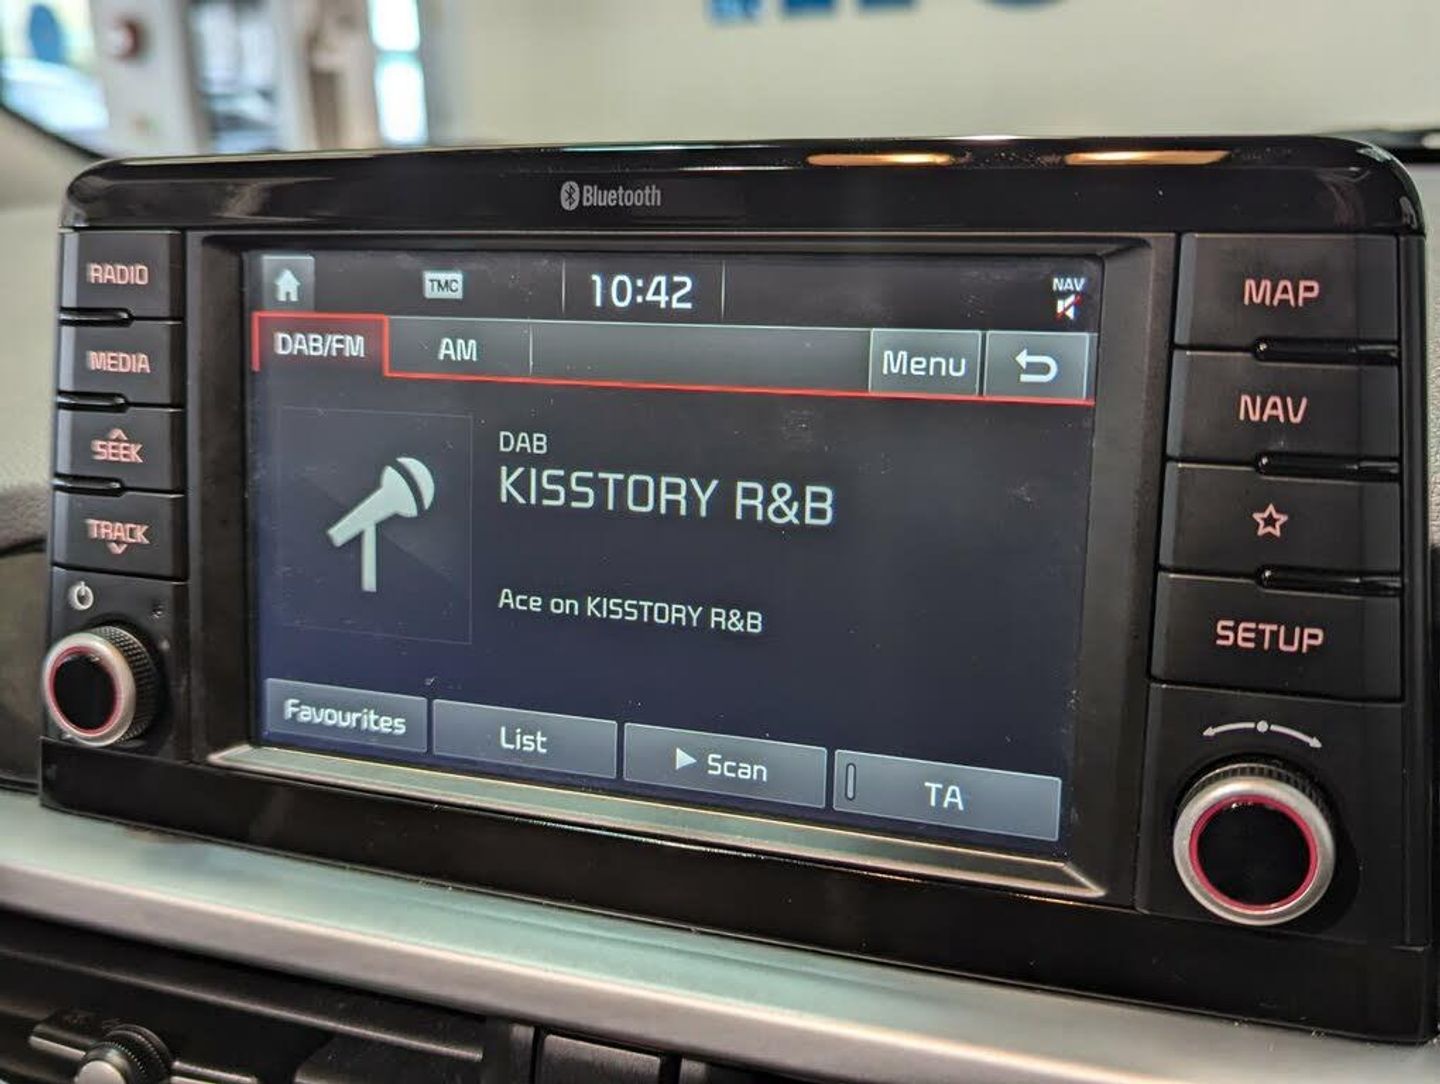 Bluetooth
RADIO
MEDIA
SEEK
TRACK
TMC
10:42
NAV
DAB/FM
AM
Menu
DAB
KISSTORY R&B
Ace on KISSTORY R&B
Favourites
List
Scan
TA
MAP
NAV
SETUP